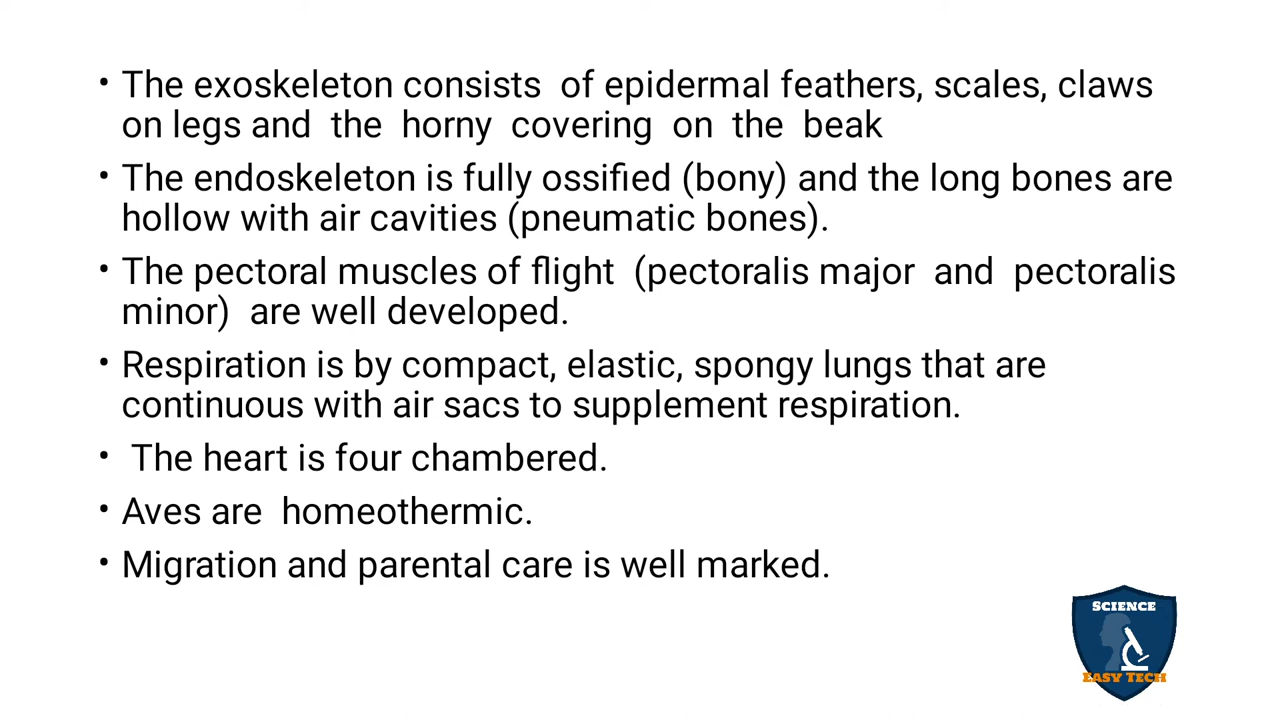 • The exoskeleton consists  of epidermal feathers, scales, claws
on legs and  the  horny  covering  on  the  beak
• The endoskeleton is fully ossified (bony) and the long bones are
hollow with air cavities (pneumatic bones).
• The pectoral muscles of flight  (pectoralis major  and  pectoralis
minor)  are well developed.
• Respiration is by compact, elastic, spongy lungs that are
continuous with air sacs to supplement respiration.
•  The heart is four chambered.
• Aves are  homeothermic.
• Migration and parental care is well marked.
SCIENCE
EASY TECH